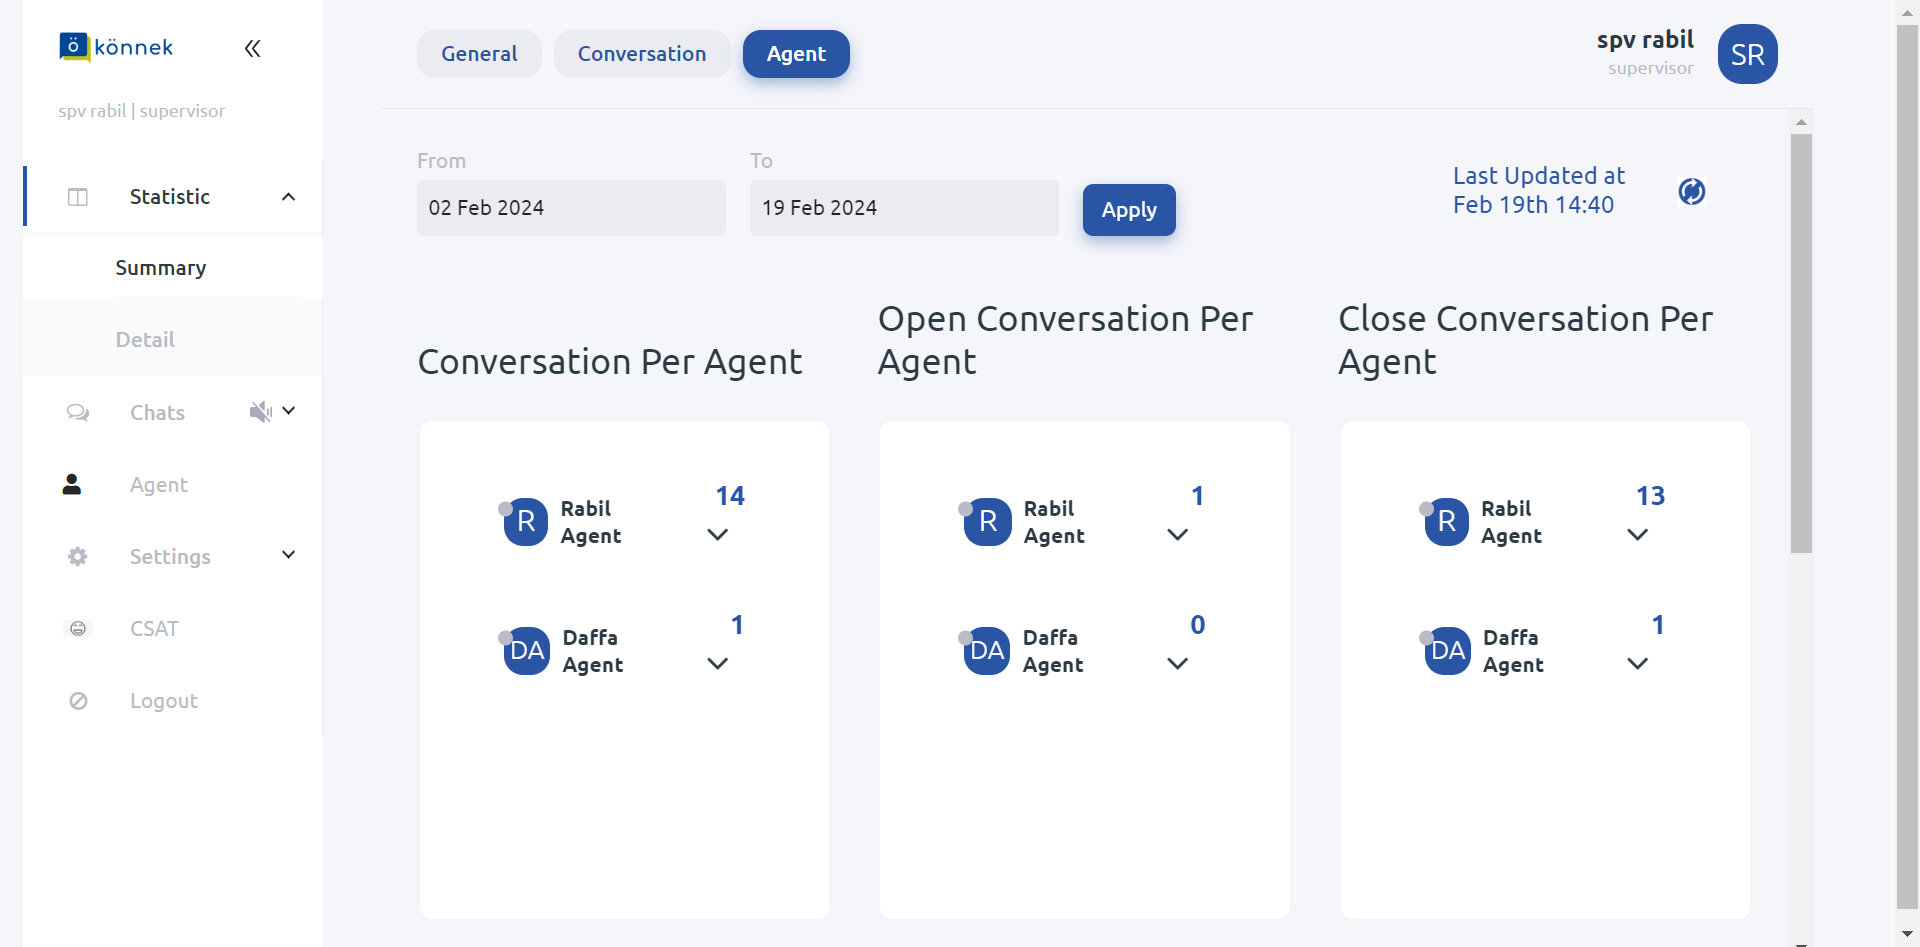 ö könnek
spv rabil | supervisor
Statistic
Summary
Detail
Chats
Agent
Settings
CSAT
Logout
General
Conversation
Agent
spv rabil
supervisor
SR
From
To
02 Feb 2024
19 Feb 2024
Apply
Last Updated at
Feb 19th 14:40
Conversation Per Agent
R
Rabil
Agent
14
DA
Daffa
Agent
1
Open Conversation Per
Agent
R
Rabil
Agent
1
DA
Daffa
Agent
0
Close Conversation Per
Agent
R
Rabil
Agent
13
DA
Daffa
Agent
1